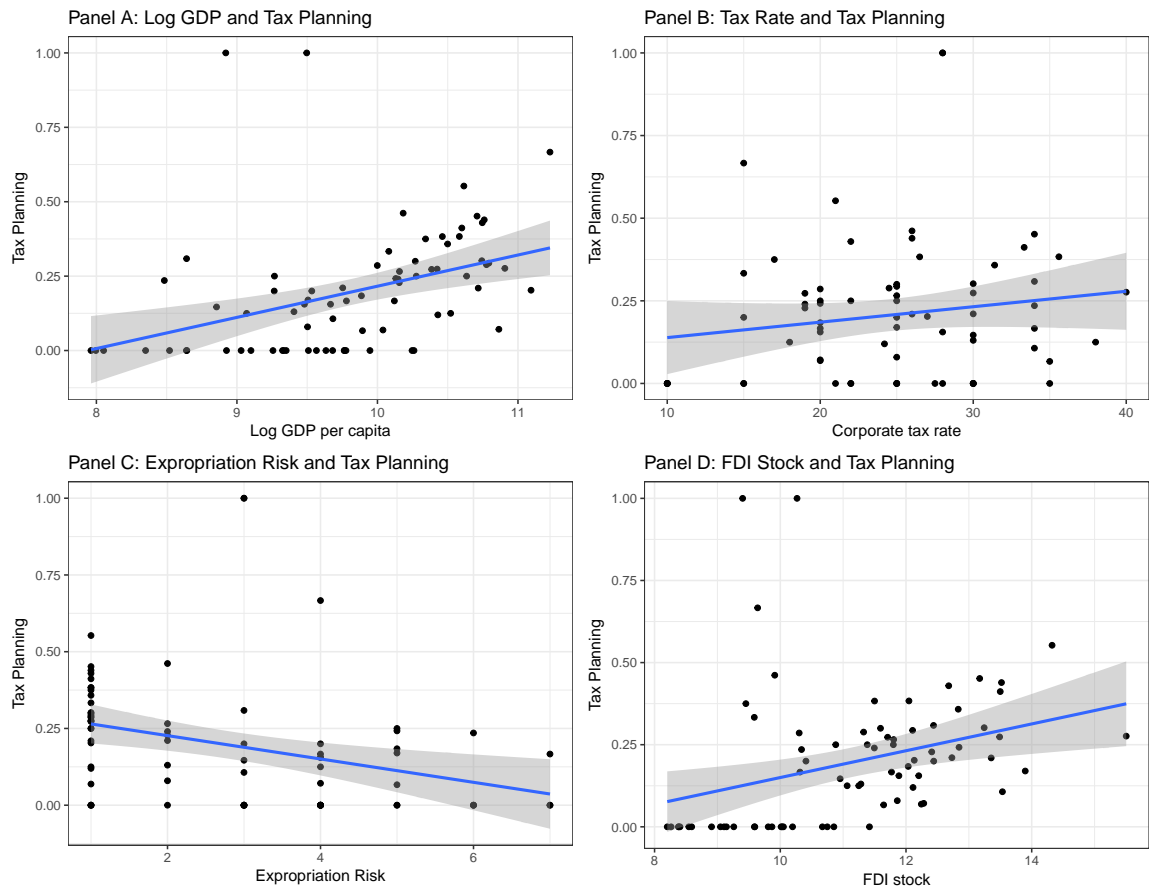 Panel A: Log GDP and Tax Planning
1.00
0.75
0.50
0.25
0.00
Tax Planning
8
9
10
11
Log GDP per capita
Panel B: Tax Rate and Tax Planning
1.00
0.75
0.50
0.25
0.00
Tax Planning
10
20
30
40
Corporate tax rate
Panel C: Expropriation Risk and Tax Planning
1.00
0.75
0.50
0.25
0.00
Tax Planning
2
4
6
Expropriation Risk
Panel D: FDI Stock and Tax Planning
1.00
0.75
0.50
0.25
0.00
Tax Planning
8
10
12
14
FDI stock